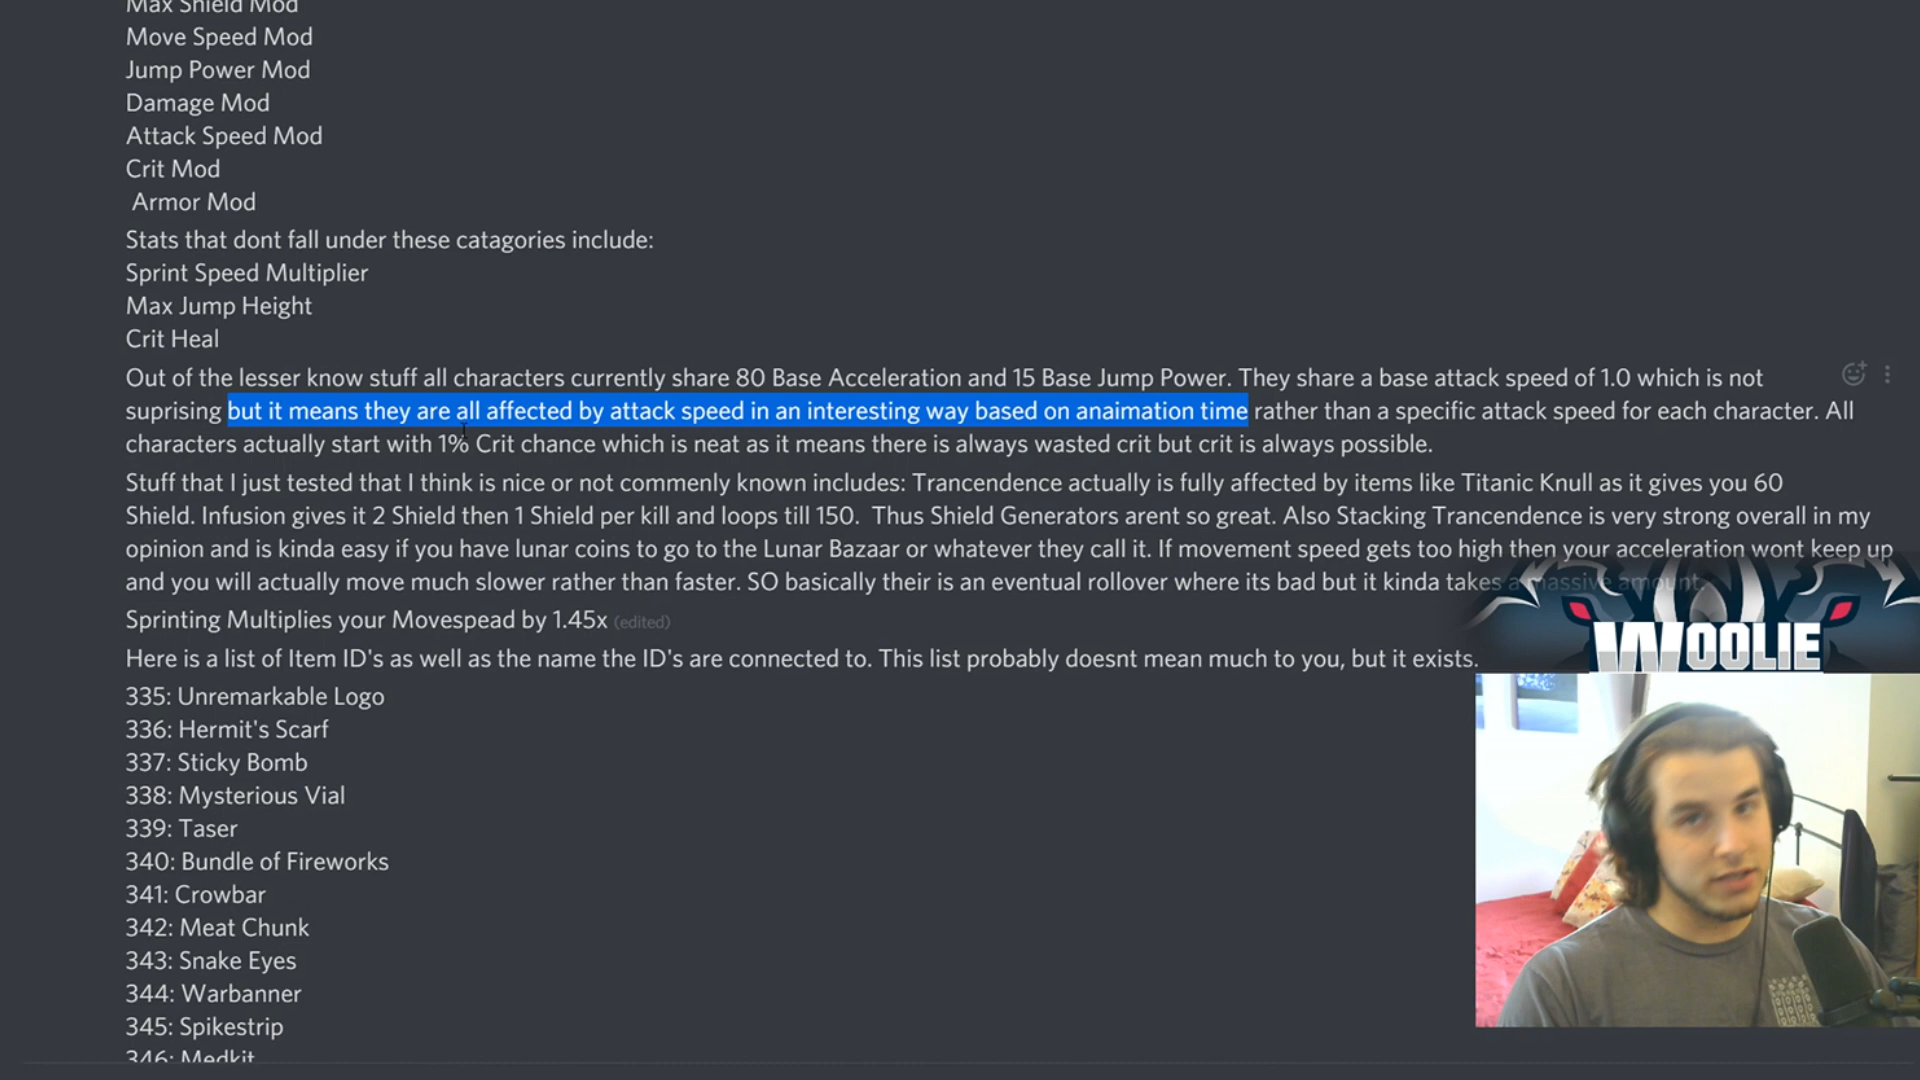 Max Shield Mod
Move Speed Mod
Jump Power Mod
Damage Mod
Attack Speed Mod
Crit Mod
Armor Mod
Stats that dont fall under these catagories include:
Sprint Speed Multiplier
Max Jump Height
Crit Heal
Out of the lesser know stuff all characters currently share 80 Base Acceleration and 15 Base Jump Power. They share a base attack speed of 1.0 which is not
suprising but it means they are all affected by attack speed in an interesting way based on anaimation time rather than a specific attack speed for each character. All
characters actually start with 1% Crit chance which is neat as it means there is always wasted crit but crit is always possible.
Stuff that I just tested that I think is nice or not commenly known includes: Trancendence actually is fully affected by items like Titanic Knull as it gives you 60
Shield. Infusion gives it 2 Shield then 1 Shield per kill and loops till 150.  Thus Shield Generators arent so great. Also Stacking Trancendence is very strong overall in my
opinion and is kinda easy if you have lunar coins to go to the Lunar Bazaar or whatever they call it. If movement speed gets too high then your acceleration wont keep up
and you will actually move much slower rather than faster. SO basically their is an eventual rollover where its bad but it kinda takes a massive amount.
Sprinting Multiplies your Movespead by 1.45x (edited)
WOOLIE
Here is a list of Item ID's as well as the name the ID's are connected to. This list probably doesnt mean much to you, but it exists.
335: Unremarkable Logo
336: Hermit's Scarf
337: Sticky Bomb
338: Mysterious Vial
339: Taser
340: Bundle of Fireworks
341: Crowbar
342: Meat Chunk
343: Snake Eyes
344: Warbanner
345: Spikestrip
346: Medkit